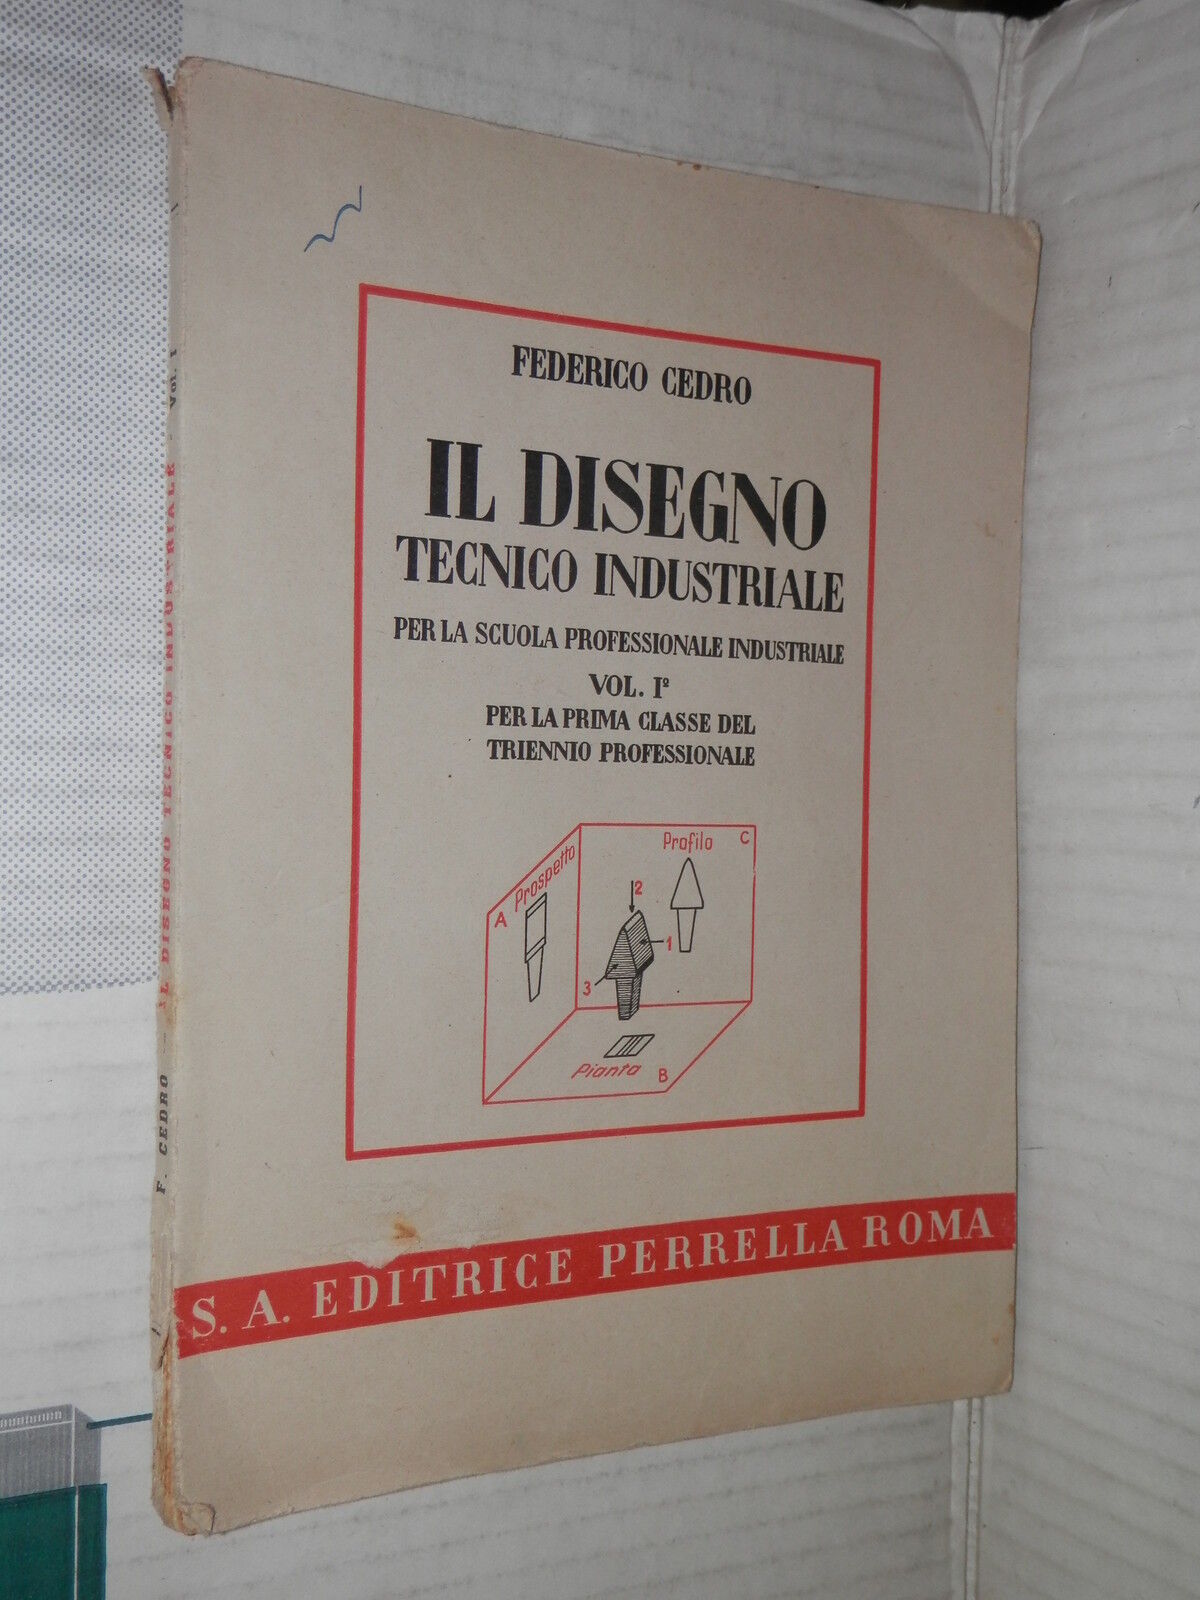 FEDERICO CEDRO
IL DISEGNO
TECNICO INDUSTRIALE
PER LA SCUOLA PROFESSIONALE INDUSTRIALE
VOL. Iº
PER LA PRIMA CLASSE DEL
TRIENNIO PROFESSIONALE
Prospetto
A
Profilo
C
2
1
3
Pianta
B
S. A. EDITRICE PERRELLA ROMA
F. CEDRO — IL DISEGNO TECNICO INDUSTRIALE - Vol. I